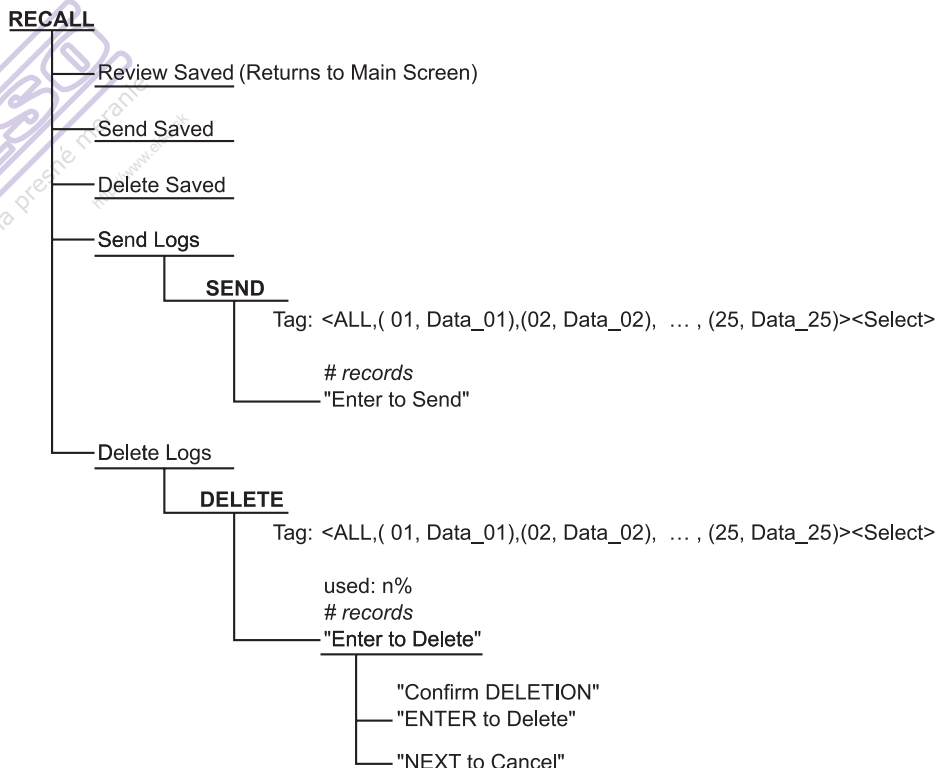 RECALL
Review Saved (Returns to Main Screen)
Send Saved
Delete Saved
Send Logs
SEND
Tag: <ALL,( 01, Data_01),(02, Data_02), … , (25, Data_25)><Select>
# records
"Enter to Send"
Delete Logs
DELETE
Tag: <ALL,( 01, Data_01),(02, Data_02), … , (25, Data_25)><Select>
used: n%
# records
"Enter to Delete"
"Confirm DELETION"
"ENTER to Delete"
"NEXT to Cancel"